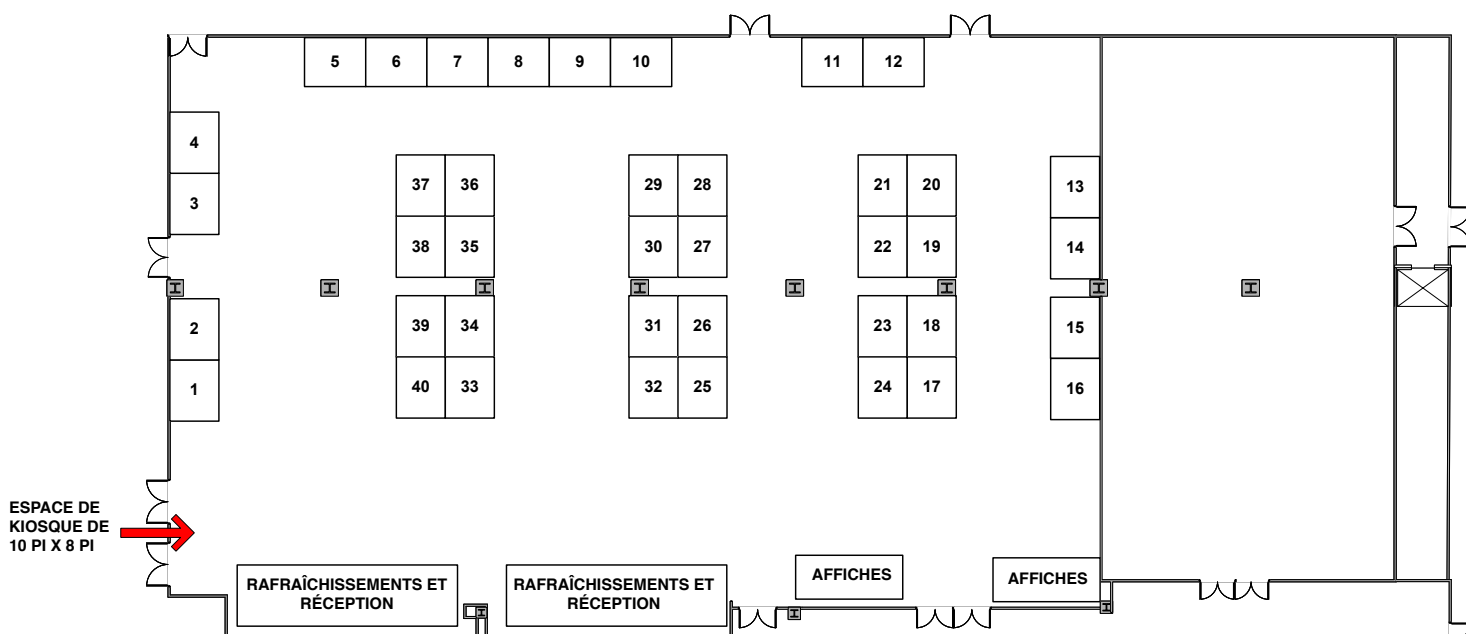 5 6 7 8 9 10 11 12
4
3
37 36 29 28 21 20 13
38 35 30 27 22 19 14
2 39 34 31 26 23 18 15
1 40 33 32 25 24 17 16
ESPACE DE
KIOSQUE DE
10 PI X 8 PI
RAFRAÎCHISSEMENTS ET
RÉCEPTION
RAFRAÎCHISSEMENTS ET
RÉCEPTION
AFFICHES
AFFICHES